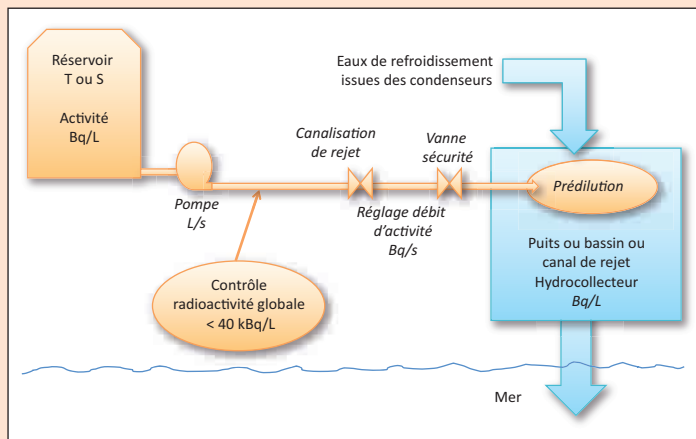 Réservoir
T ou S
Activité
Bq/L
Pompe
L/s
Contrôle
radioactivité globale
< 40 kBq/L
Canalisation
de rejet
Réglage débit
d'activité
Bq/s
Vanne
sécurité
Eaux de refroidissement
issues des condenseurs
Prédilution
Puits ou bassin ou
canal de rejet
Hydrocollecteur
Bq/L
Mer